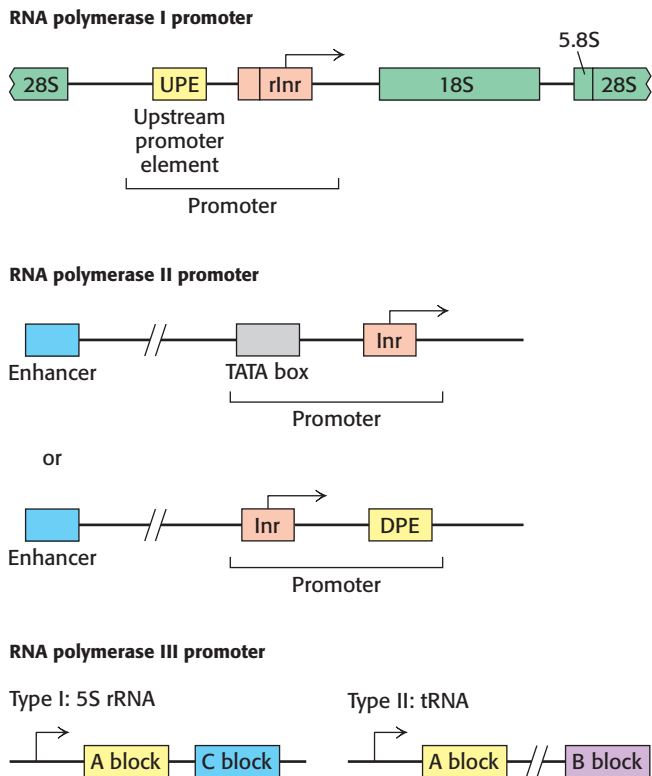 RNA polymerase I promoter
5.8S
28S
UPE
rInr
18S
28S
Upstream
promoter
element
Promoter
RNA polymerase II promoter
Inr
Enhancer
TATA box
Promoter
or
Inr
DPE
Enhancer
Promoter
RNA polymerase III promoter
Type I: 5S rRNA
Type II: tRNA
A block
C block
A block
B block